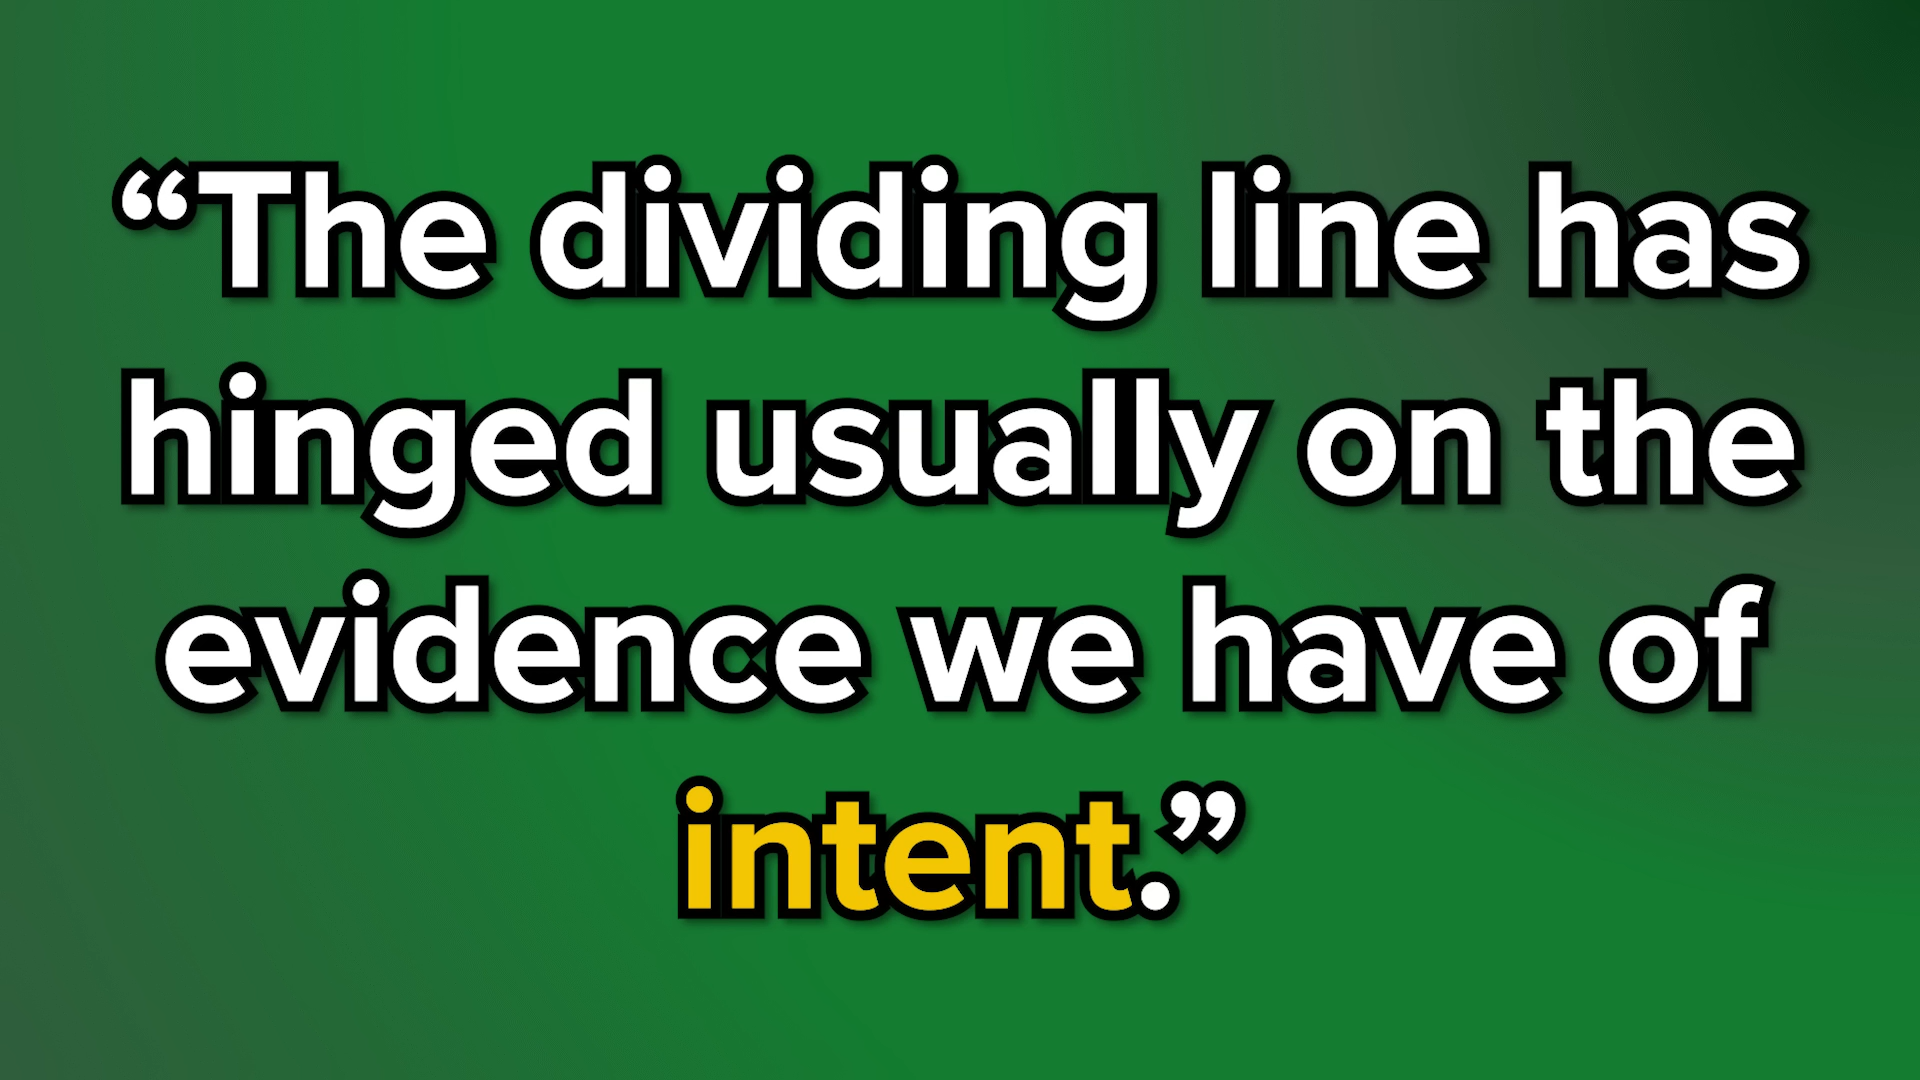 “The dividing line has
hinged usually on the
evidence we have of
intent.”